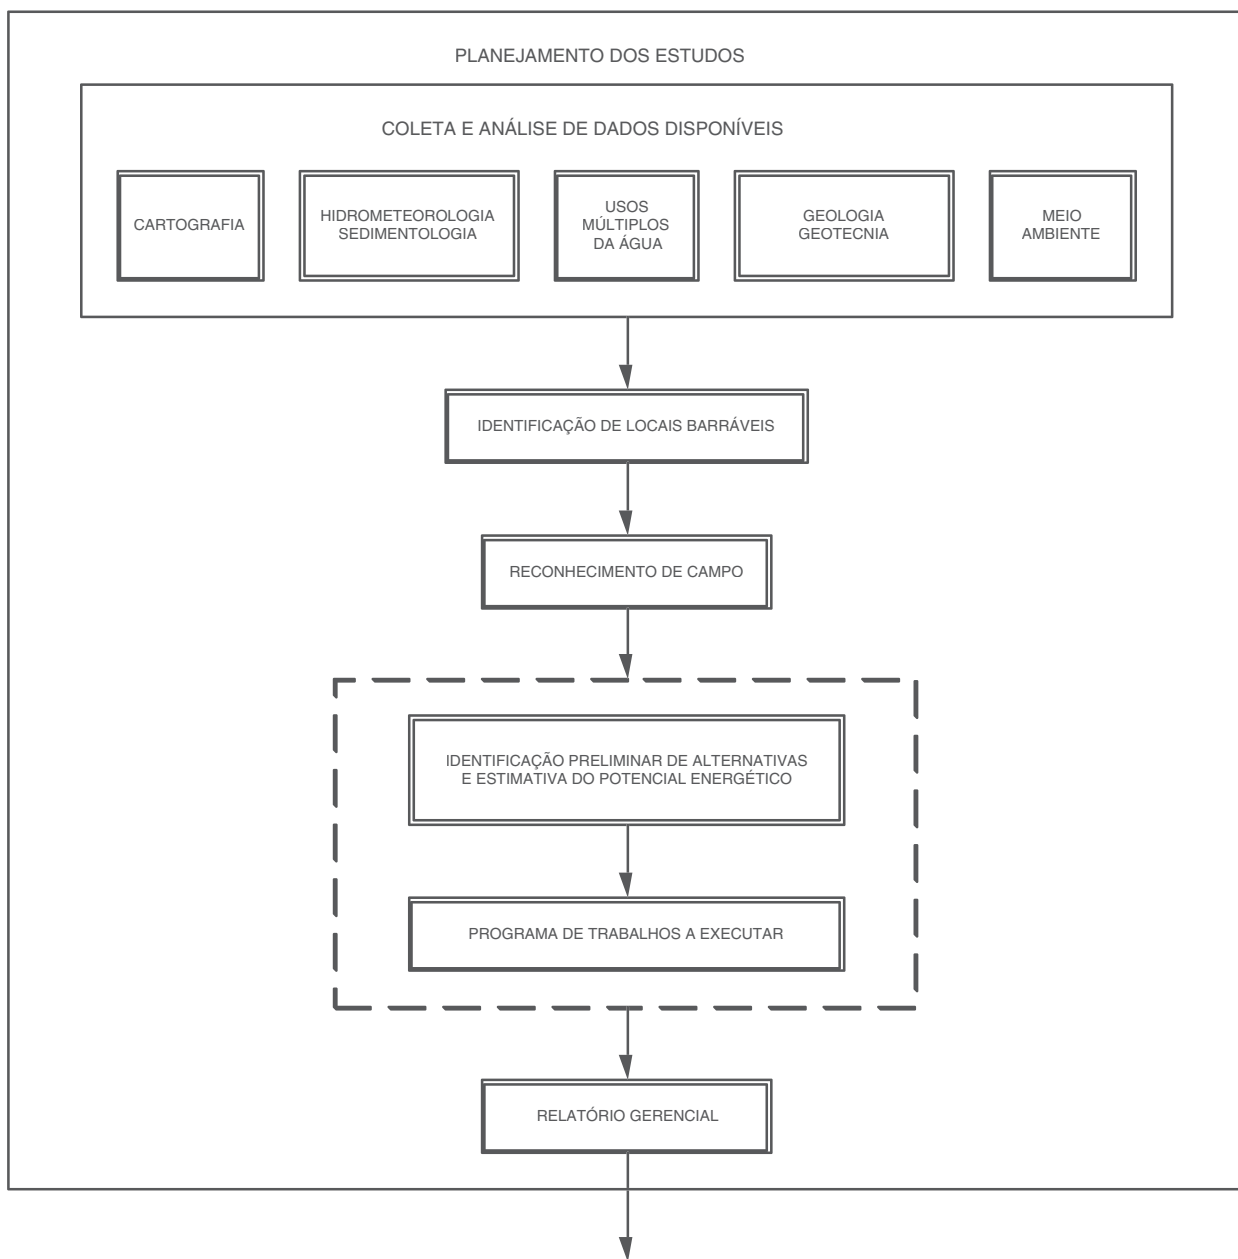 PLANEJAMENTO DOS ESTUDOS
COLETA E ANÁLISE DE DADOS DISPONÍVEIS
CARTOGRAFIA
HIDROMETEOROLOGIA
SEDIMENTOLOGIA
USOS
MÚLTIPLOS
DA ÁGUA
GEOLOGIA
GEOTECNIA
MEIO
AMBIENTE
IDENTIFICAÇÃO DE LOCAIS BARRÁVEIS
RECONHECIMENTO DE CAMPO
IDENTIFICAÇÃO PRELIMINAR DE ALTERNATIVAS
E ESTIMATIVA DO POTENCIAL ENERGÉTICO
PROGRAMA DE TRABALHOS A EXECUTAR
RELATÓRIO GERENCIAL